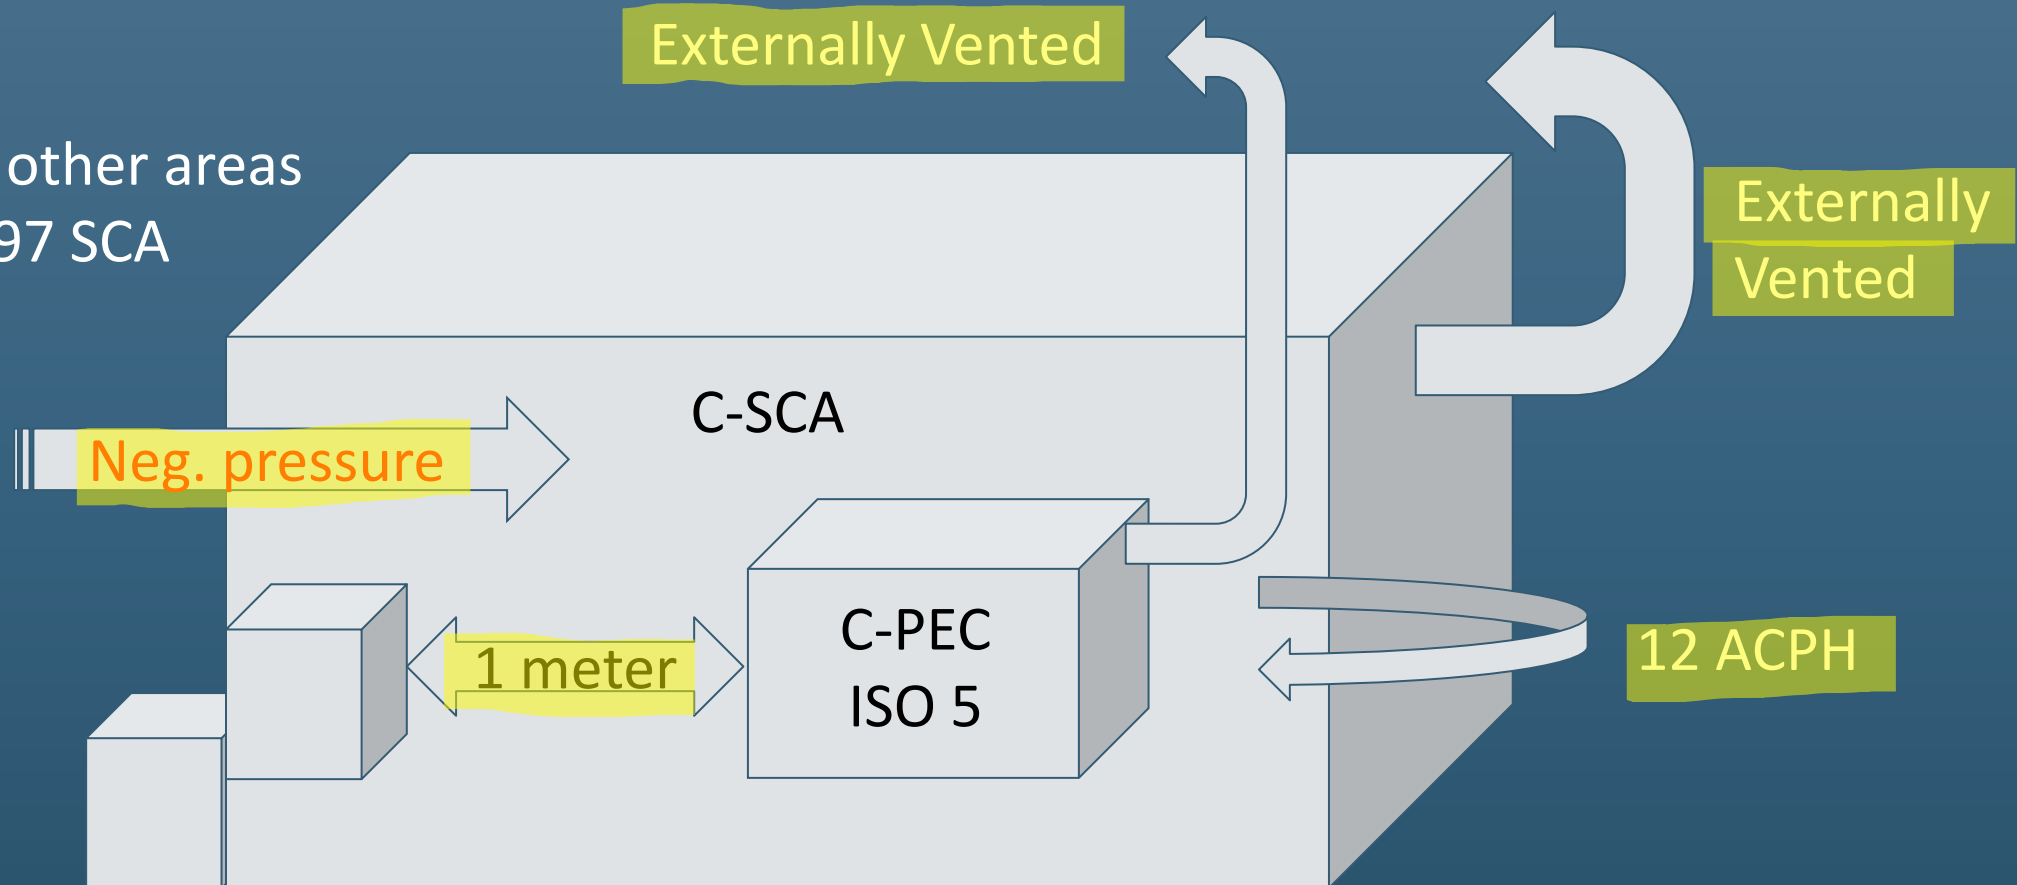 Externally Vented
other areas
97 SCA
Externally
Vented
C-SCA
Neg. pressure
1 meter
C-PEC
ISO 5
12 ACPH